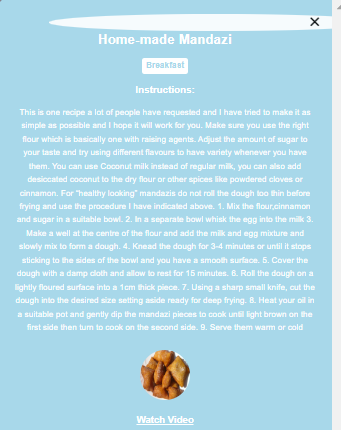 Home-made Mandazi
Breakfast
Instructions:
This is one recipe a lot of people have requested and I have tried to make it as
simple as possible and I hope it will work for you. Make sure you use the right
flour which is basically one with raising agents. Adjust the amount of sugar to
your taste and try using different flavours to have variety whenever you have
them. You can use Coconut milk instead of regular milk, you can also add
desiccated coconut to the dry flour or other spices like powdered cloves or
cinnamon. For “healthy looking” mandazis do not roll the dough too thin before
frying and use the procedure I have indicated above. 1. Mix the flour,cinnamon
and sugar in a suitable bowl. 2. In a separate bowl whisk the egg into the milk 3.
Make a well at the centre of the flour and add the milk and egg mixture and
slowly mix to form a dough. 4. Knead the dough for 3-4 minutes or until it stops
sticking to the sides of the bowl and you have a smooth surface. 5. Cover the
dough with a damp cloth and allow to rest for 15 minutes. 6. Roll the dough on a
lightly floured surface into a 1cm thick piece. 7. Using a sharp small knife, cut the
dough into the desired size setting aside ready for deep frying. 8. Heat your oil in
a suitable pot and gently dip the mandazi pieces to cook until light brown on the
first side then turn to cook on the second side. 9. Serve them warm or cold
Watch Video